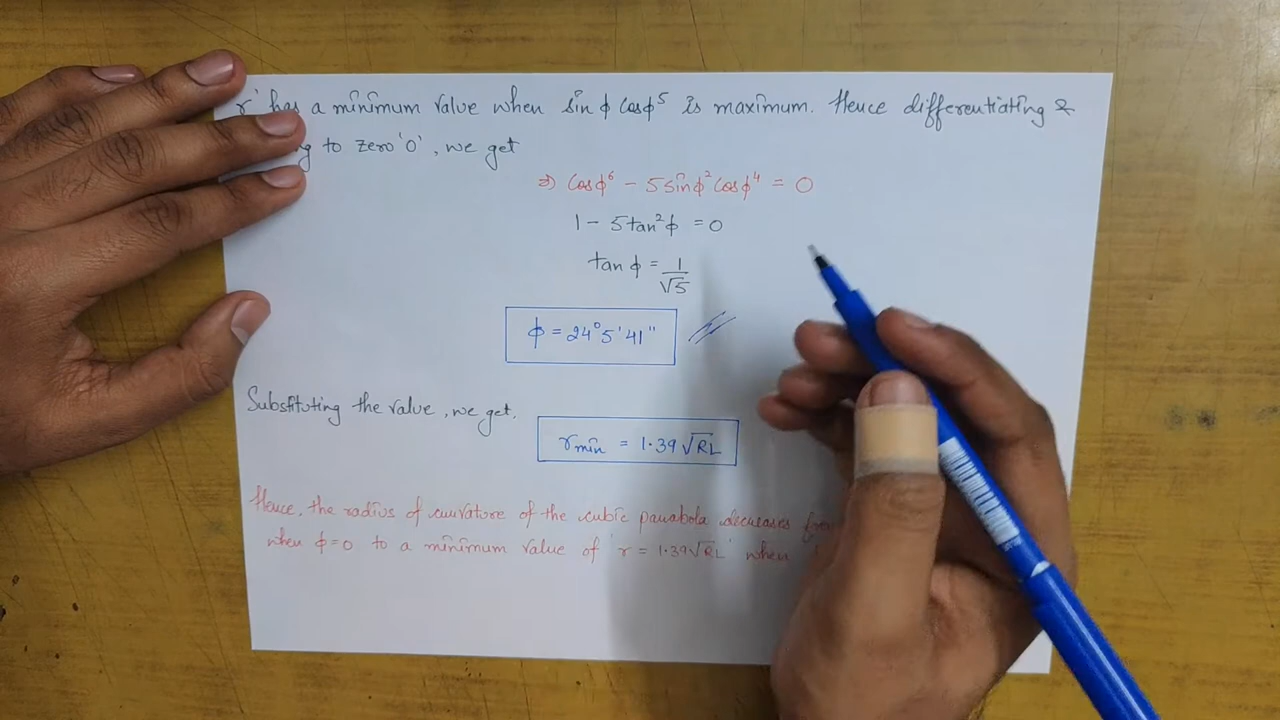 r' has a minimum value when sin φ cosφ⁵ is maximum. Hence differentiating &
to zero '0', we get
⇒ cosφ⁶ - 5sinφ² cosφ⁴ = 0
1 - 5tan²φ = 0
tan φ = 1/√5
φ = 24°5'41"
Substituting the value, we get,
rmin = 1.39√RL
Hence, the radius of curvature of the cubic parabola decreases
when φ=0 to a minimum value of 'r = 1.39√RL' when